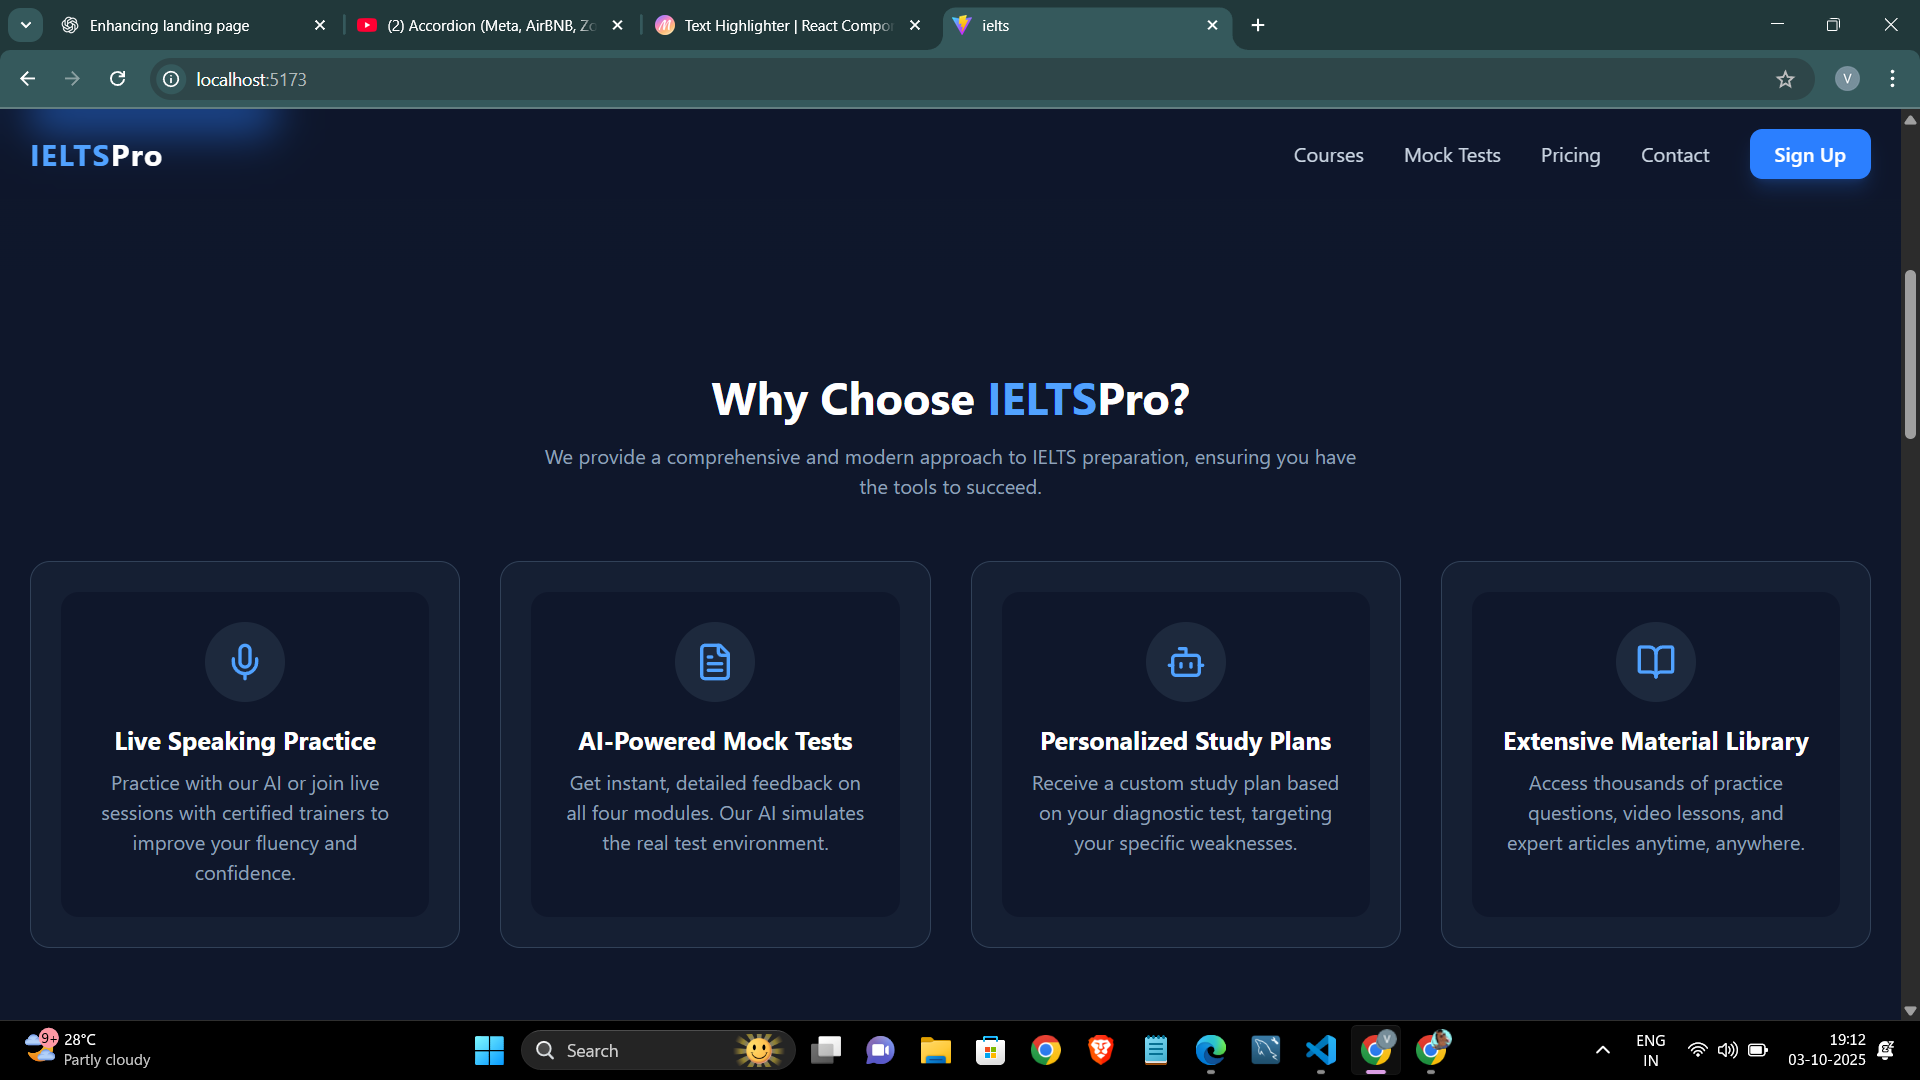 Enhancing landing page
(2) Accordion (Meta, AirBNB, Zo
Text Highlighter | React Compo
ielts
localhost:5173
V
IELTSPro
Courses
Mock Tests
Pricing
Contact
Sign Up
Why Choose IELTSPro?
We provide a comprehensive and modern approach to IELTS preparation, ensuring you have
the tools to succeed.
Live Speaking Practice
Practice with our AI or join live
sessions with certified trainers to
improve your fluency and
confidence.
AI-Powered Mock Tests
Get instant, detailed feedback on
all four modules. Our AI simulates
the real test environment.
Personalized Study Plans
Receive a custom study plan based
on your diagnostic test, targeting
your specific weaknesses.
Extensive Material Library
Access thousands of practice
questions, video lessons, and
expert articles anytime, anywhere.
9+
28°C
Partly cloudy
Search
V
ENG
IN
19:12
03-10-2025